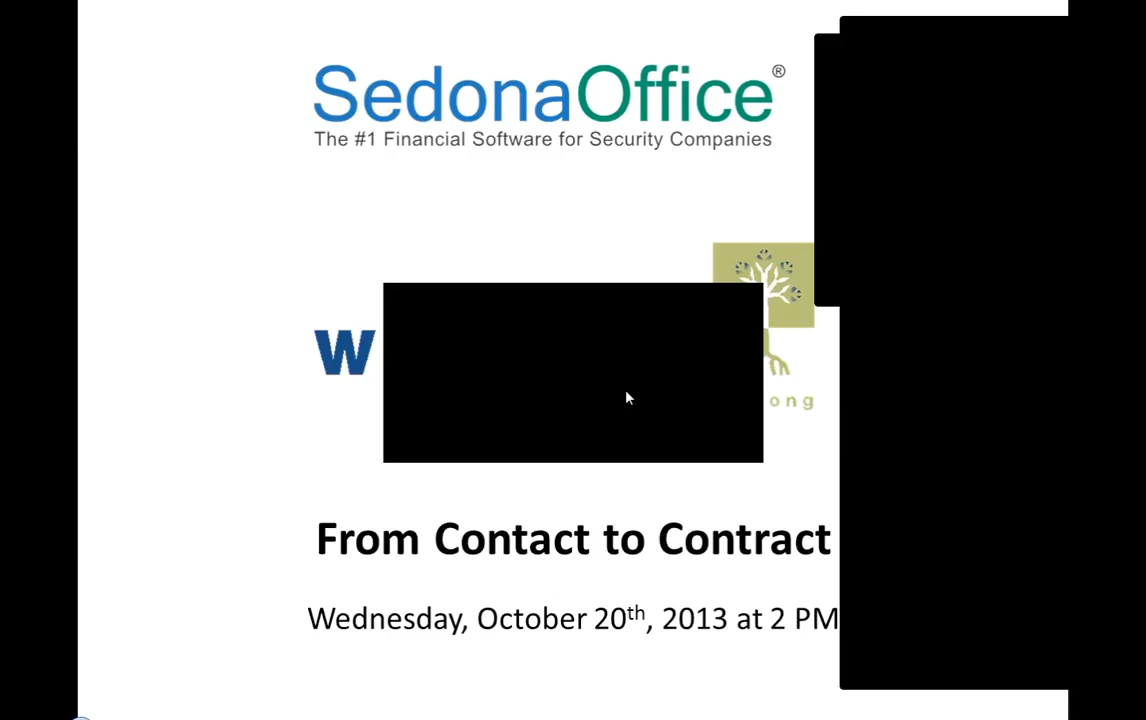 SedonaOffice®
The #1 Financial Software for Security Companies
W
ong
From Contact to Contract
Wednesday, October 20th, 2013 at 2 PM